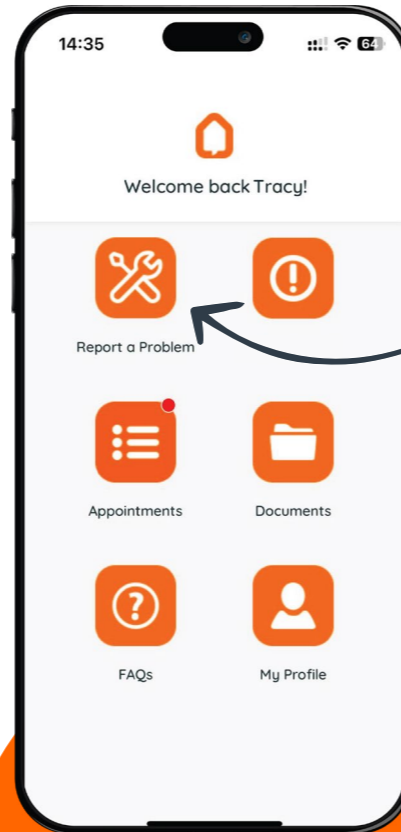 14:35
64
Welcome back Tracy!
Report a Problem
Appointments
Documents
FAQs
My Profile